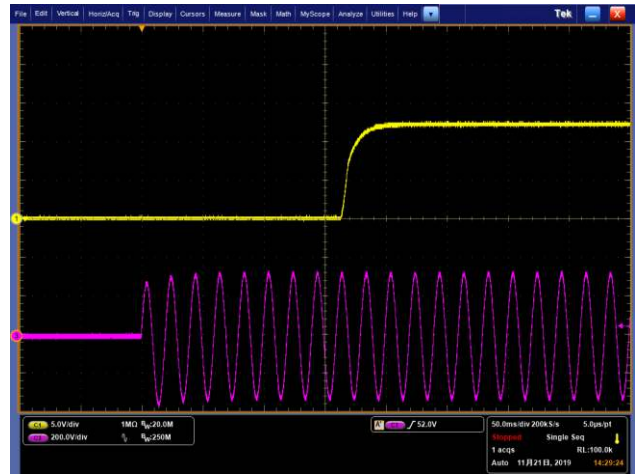 File Edit Vertical Horiz/Acq Trig Display Cursors Measure Mask Math MyScope Analyze Utilities Help Tek
C1 5.0V/div 1MΩ BW:20.0M
200.0V/div BW:250M
A' 52.0V
50.0ms/div 200kS/s 5.0µs/pt
Stopped Single Seq
1 acqs RL:100.0k
Auto 11月21日, 2019 14:29:24